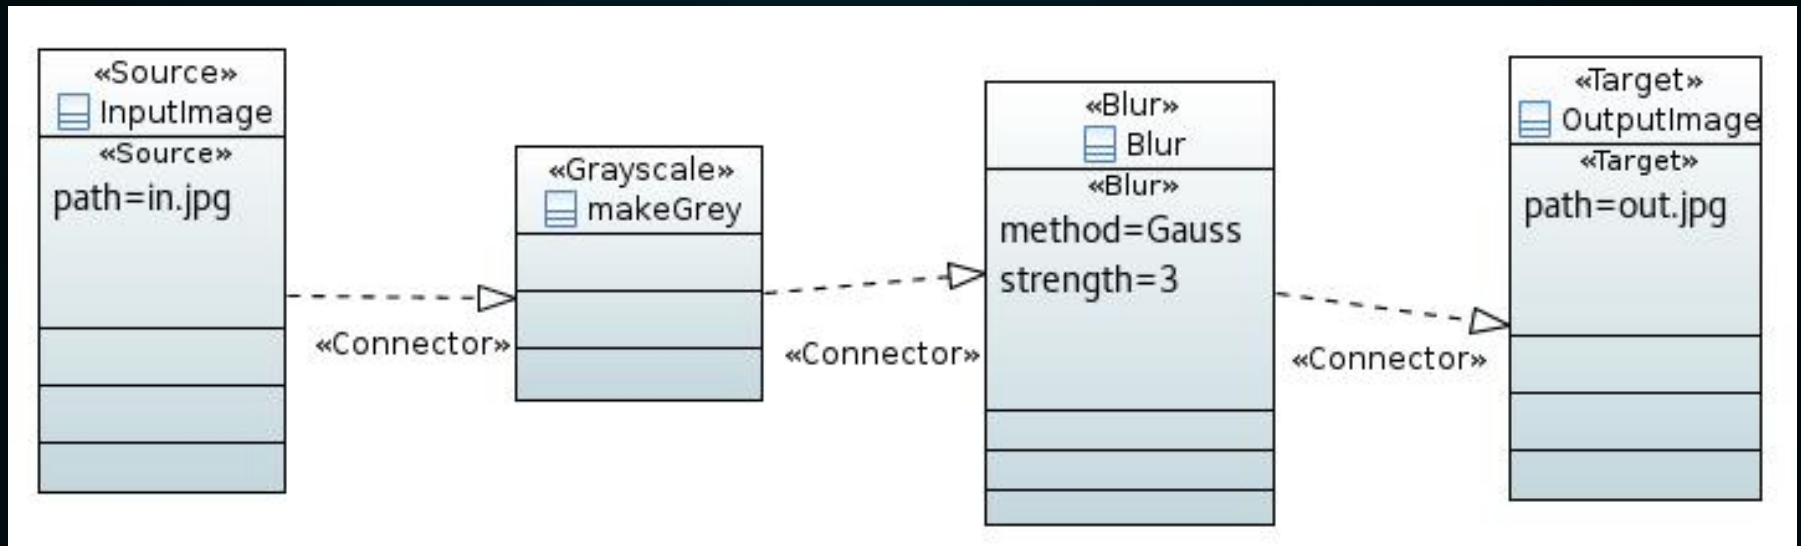 «Source»
InputImage
«Source»
path=in.jpg
«Connector»
«Grayscale»
makeGrey
«Connector»
«Blur»
Blur
«Blur»
method=Gauss
strength=3
«Connector»
«Target»
OutputImage
«Target»
path=out.jpg